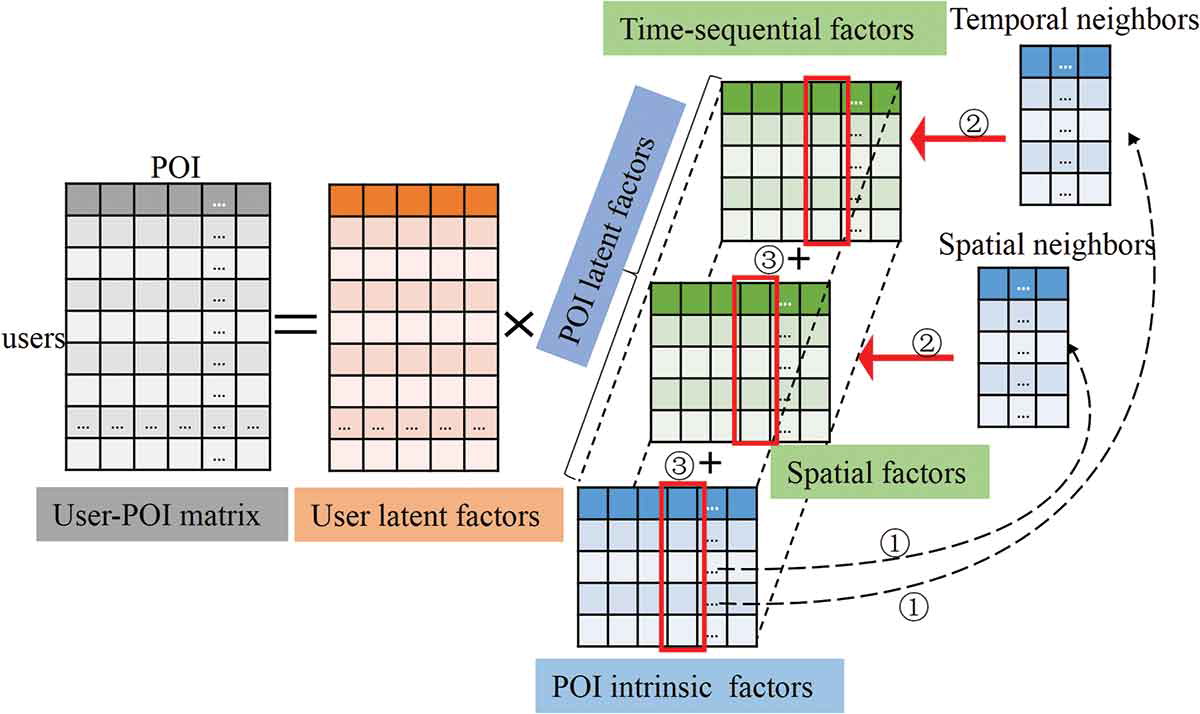 Time-sequential factors
Temporal neighbors
...
②
POI
POI latent factors
③ +
Spatial neighbors
users
=
×
②
③ +
Spatial factors
User-POI matrix
User latent factors
①
①
POI intrinsic factors